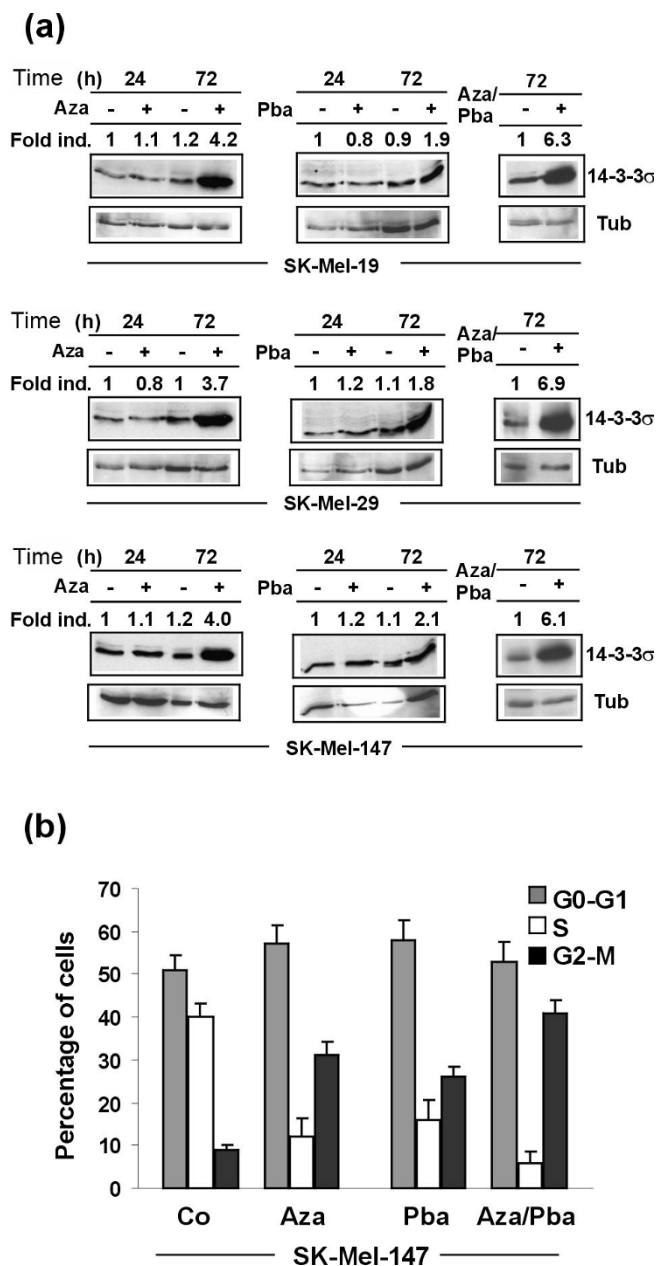 (a)
Time (h) 24 72 24 72 Aza/ 72
Aza - + - + Pba - + - + Pba - +
Fold ind. 1 1.1 1.2 4.2 1 0.8 0.9 1.9 1 6.3
14-3-3σ
Tub
SK-Mel-19
Time (h) 24 72 24 72 Aza/ 72
Aza - + - + Pba - + - + Pba - +
Fold ind. 1 0.8 1 3.7 1 1.2 1.1 1.8 1 6.9
14-3-3σ
Tub
SK-Mel-29
Time (h) 24 72 24 72 Aza/ 72
Aza - + - + Pba - + - + Pba - +
Fold ind. 1 1.1 1.2 4.0 1 1.2 1.1 2.1 1 6.1
14-3-3σ
Tub
SK-Mel-147
(b)
Percentage of cells
70
60
50
40
30
20
10
0
G0-G1
S
G2-M
Co Aza Pba Aza/Pba
SK-Mel-147